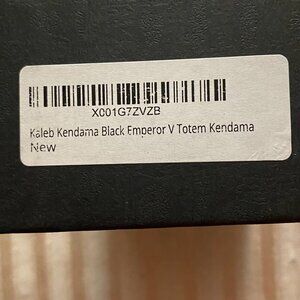 X001G7ZVZB
Kaleb Kendama Black Emperor V Totem Kendama
New